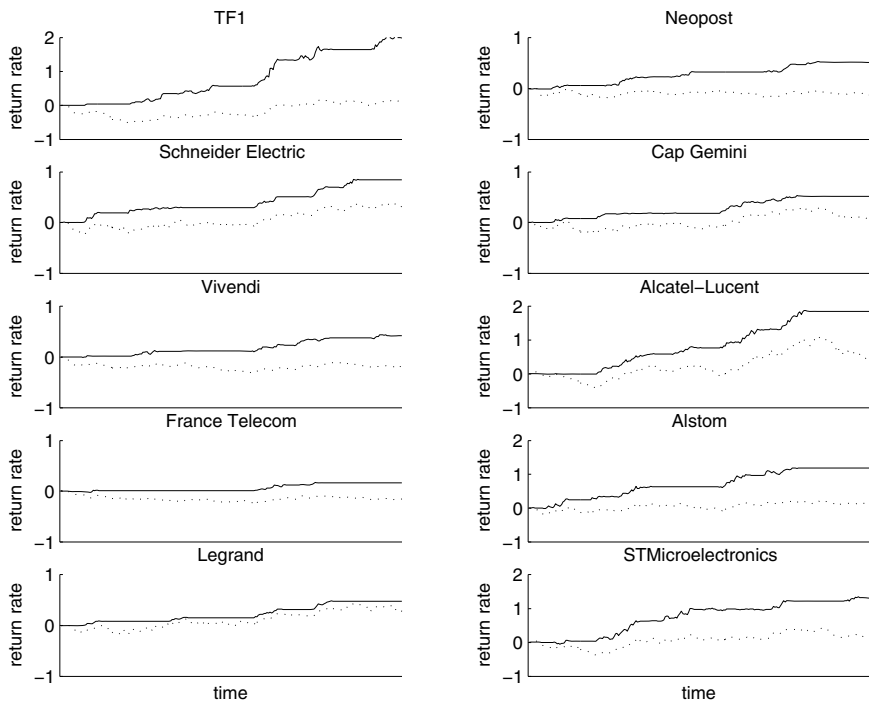 TF1
return rate
2
1
0
−1
Neopost
return rate
1
0
−1
Schneider Electric
return rate
1
0
−1
Cap Gemini
return rate
1
0
−1
Vivendi
return rate
1
0
−1
Alcatel−Lucent
return rate
2
1
0
−1
France Telecom
return rate
1
0
−1
Alstom
return rate
2
1
0
−1
Legrand
return rate
1
0
−1
time
STMicroelectronics
return rate
2
1
0
−1
time